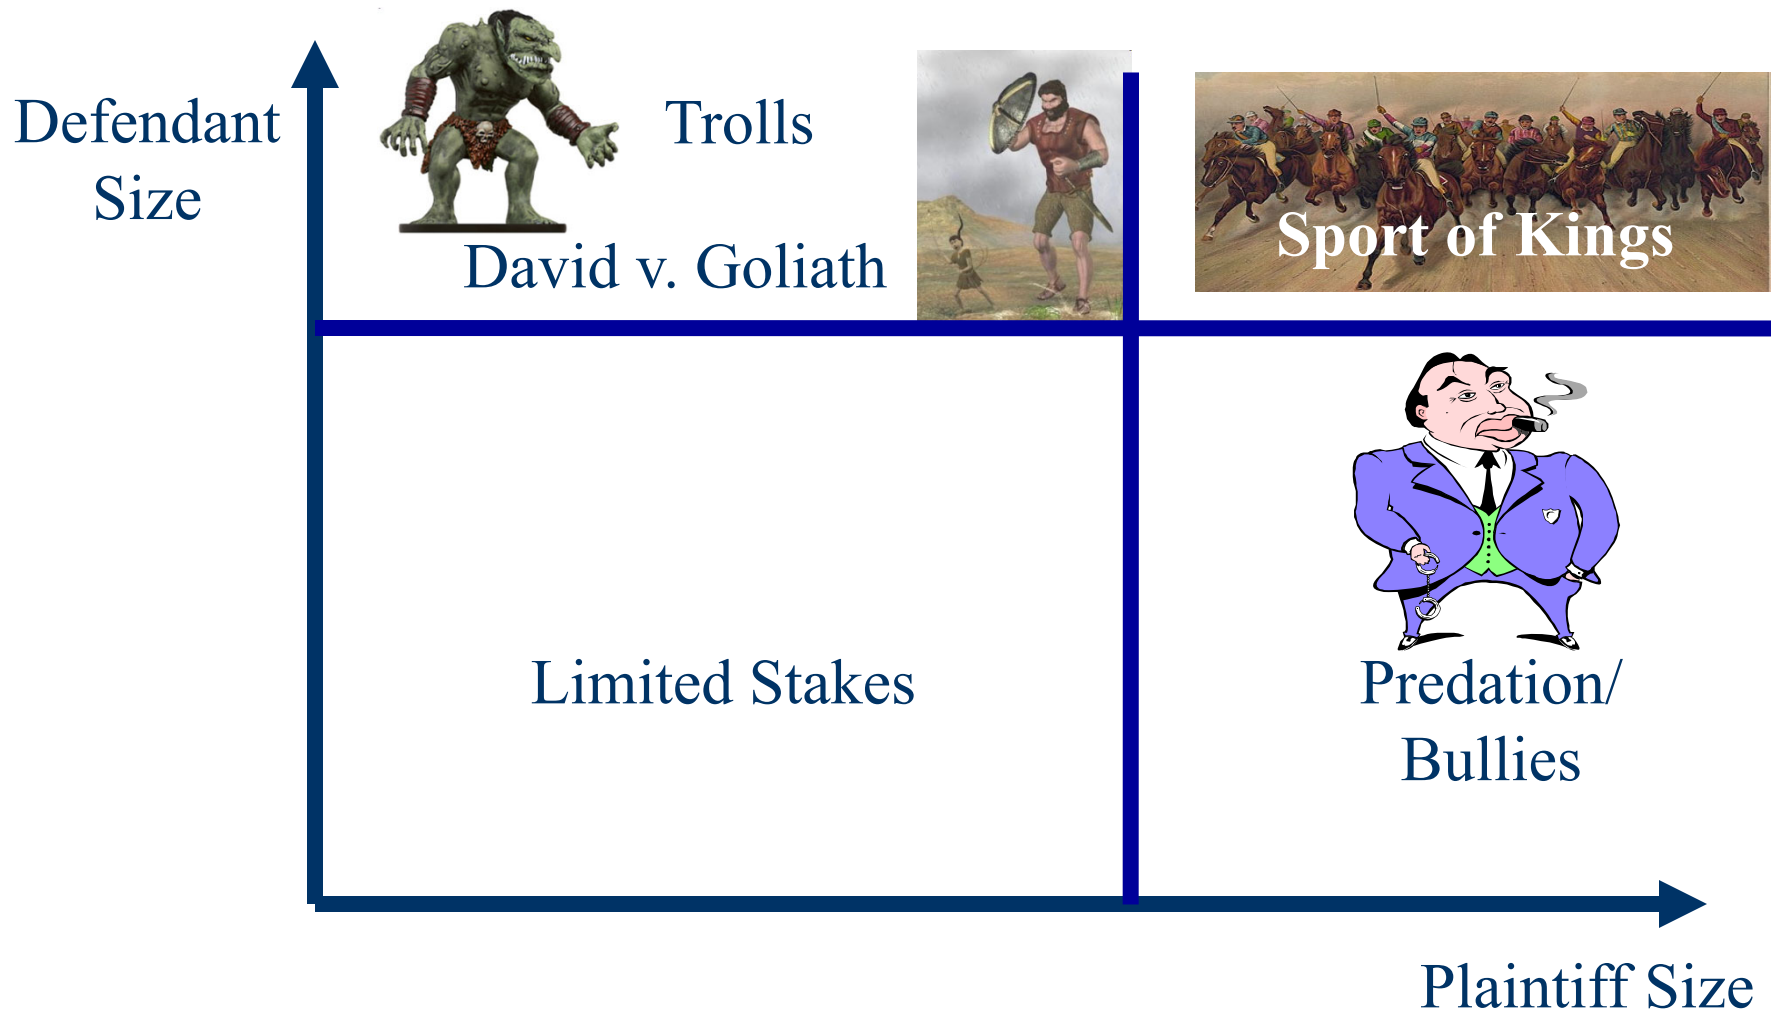 Defendant
Size
Trolls
David v. Goliath
Sport of Kings
Limited Stakes
Predation/
Bullies
Plaintiff Size